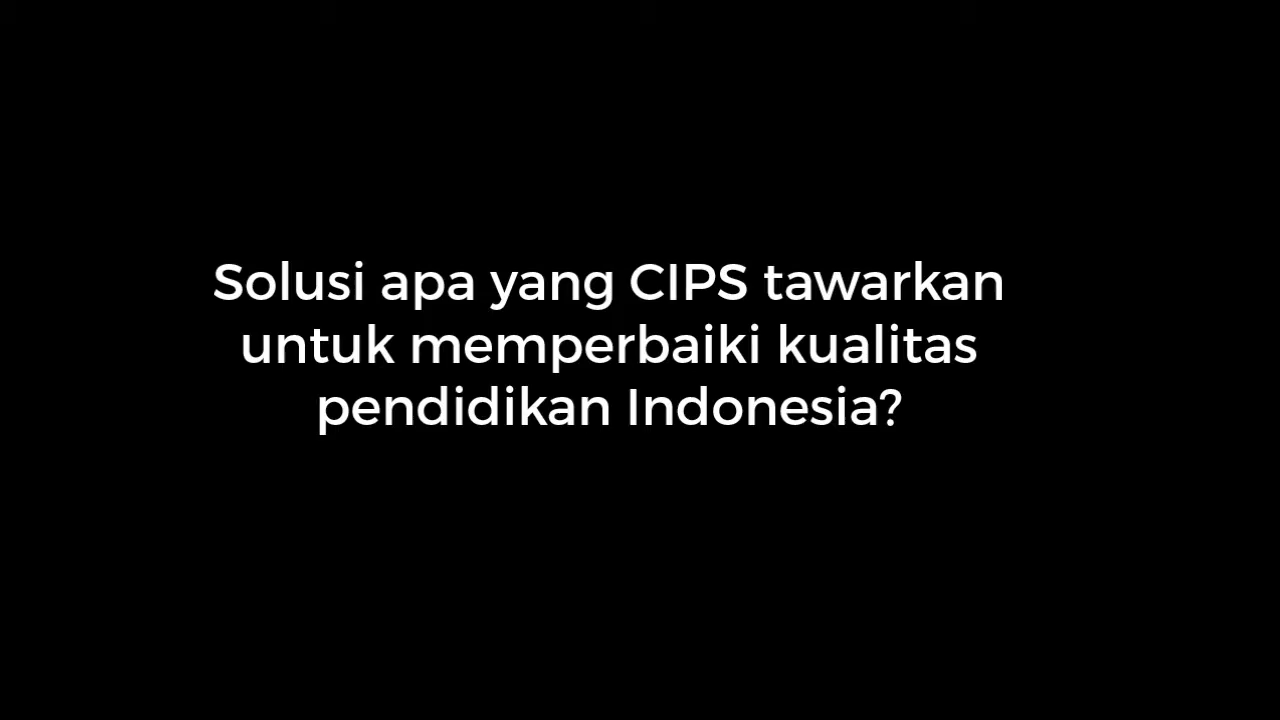 Solusi apa yang CIPS tawarkan
untuk memperbaiki kualitas
pendidikan Indonesia?